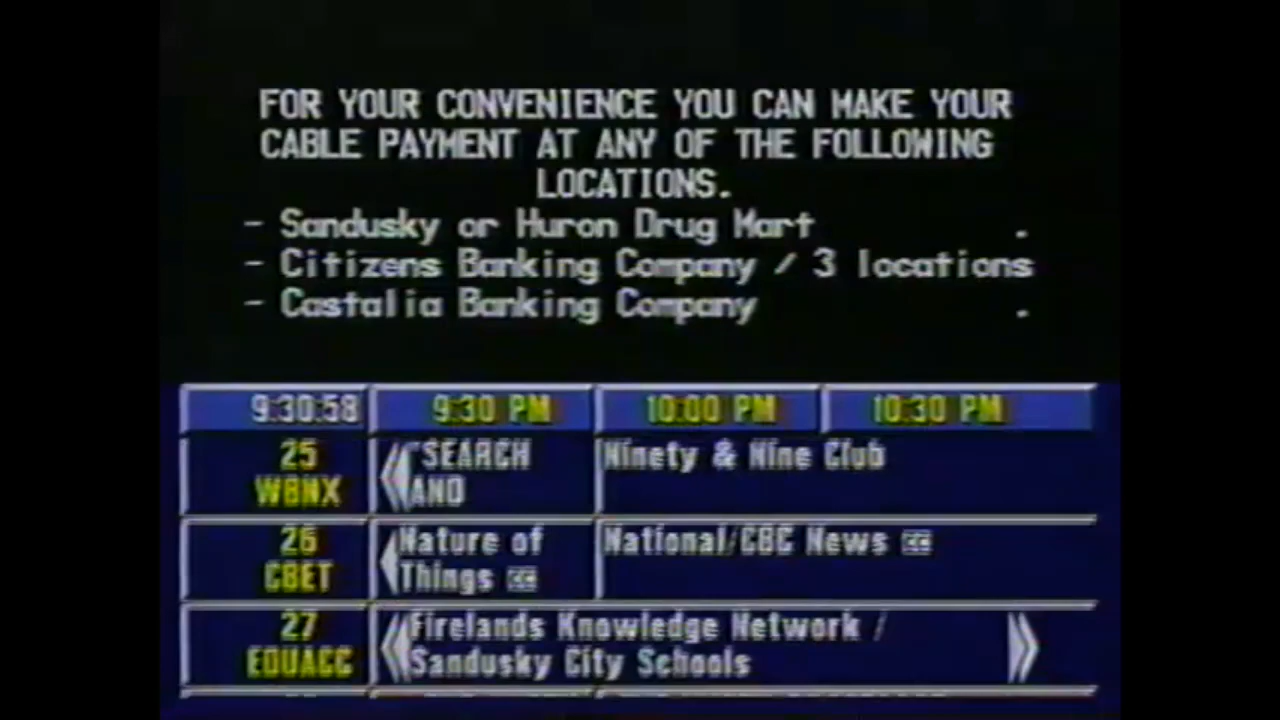 FOR YOUR CONVENIENCE YOU CAN MAKE YOUR
CABLE PAYMENT AT ANY OF THE FOLLOWING
LOCATIONS.
- Sandusky or Huron Drug Mart .
- Citizens Banking Company / 3 locations
- Castalia Banking Company .
9:30:58 9:30 PM 10:00 PM 10:30 PM
25 "SEARCH Ninety & Nine Club
WBNX AND
26 Nature of National/CBC News CC
CBET Things CC
27 Firelands Knowledge Network /
EDUACC Sandusky City Schools